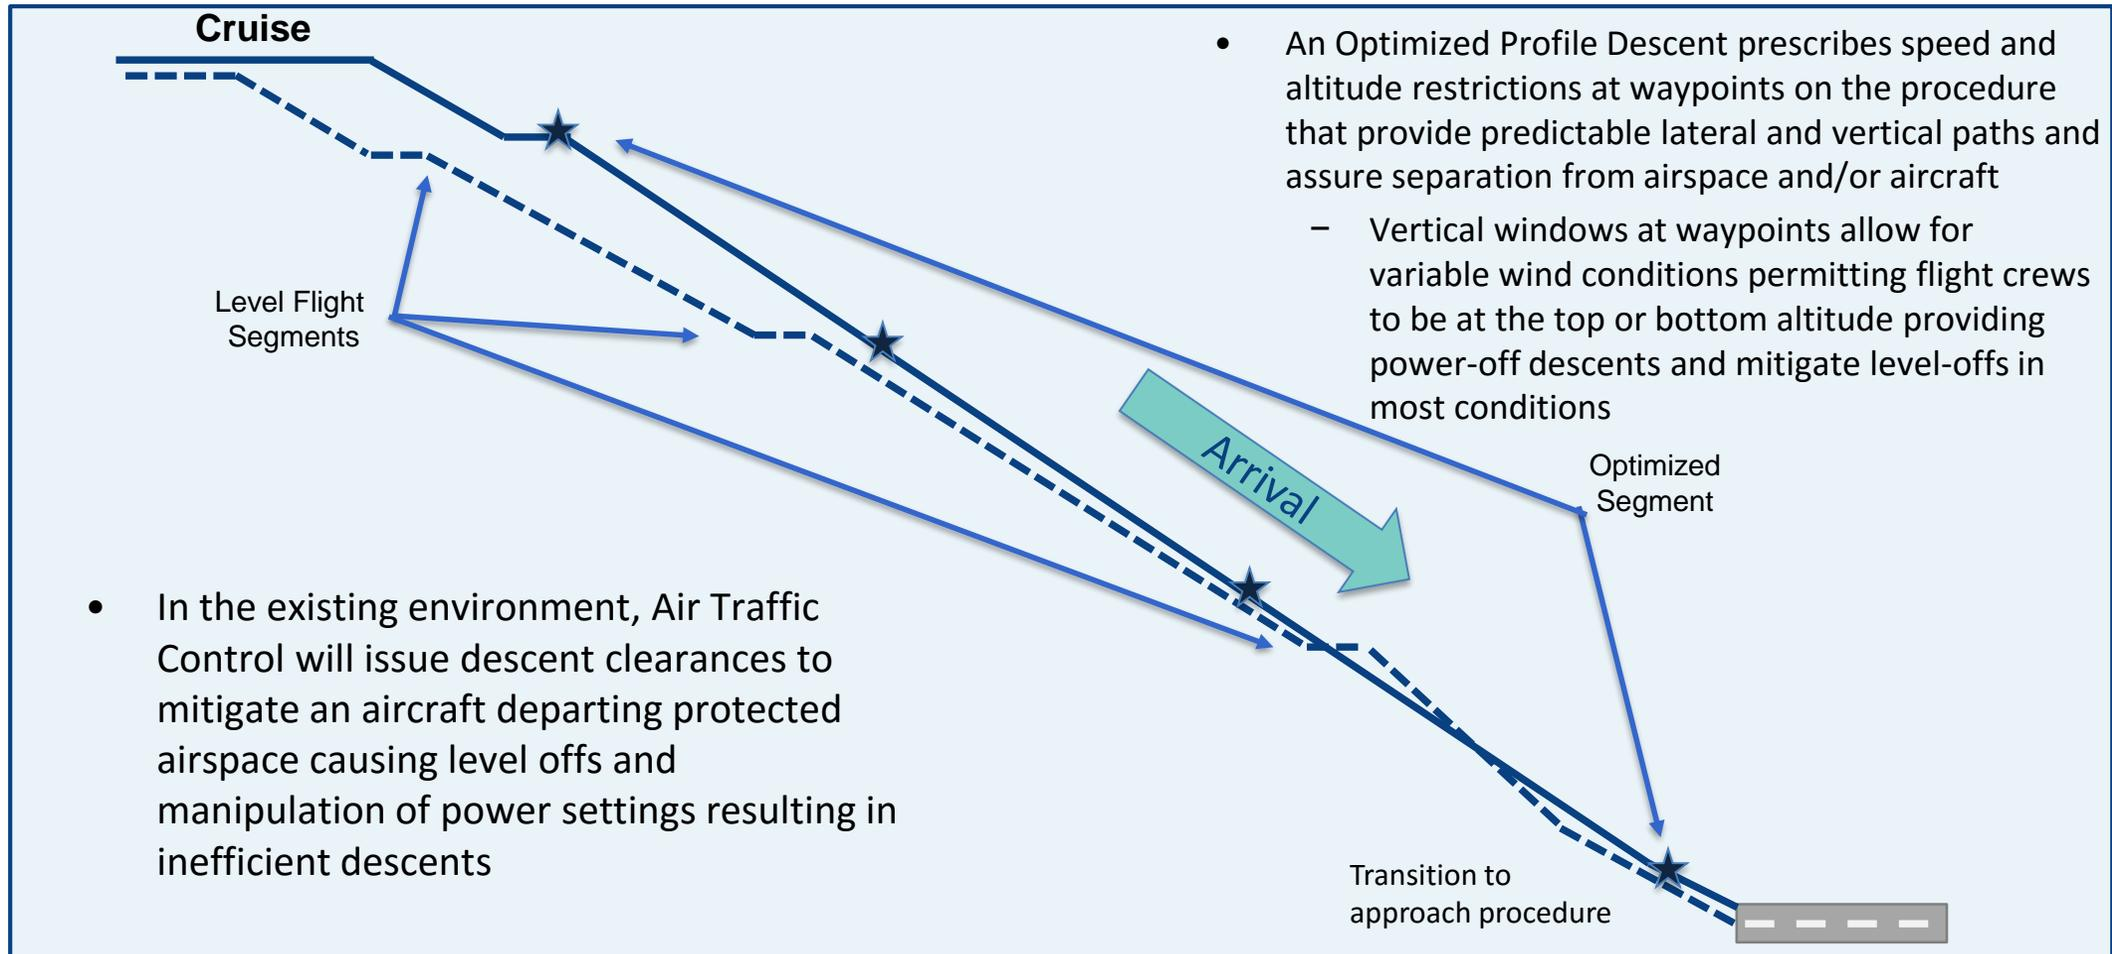 Cruise
• An Optimized Profile Descent prescribes speed and
altitude restrictions at waypoints on the procedure
that provide predictable lateral and vertical paths and
assure separation from airspace and/or aircraft
– Vertical windows at waypoints allow for
variable wind conditions permitting flight crews
to be at the top or bottom altitude providing
power-off descents and mitigate level-offs in
most conditions
Level Flight
Segments
Arrival
Optimized
Segment
• In the existing environment, Air Traffic
Control will issue descent clearances to
mitigate an aircraft departing protected
airspace causing level offs and
manipulation of power settings resulting in
inefficient descents
Transition to
approach procedure